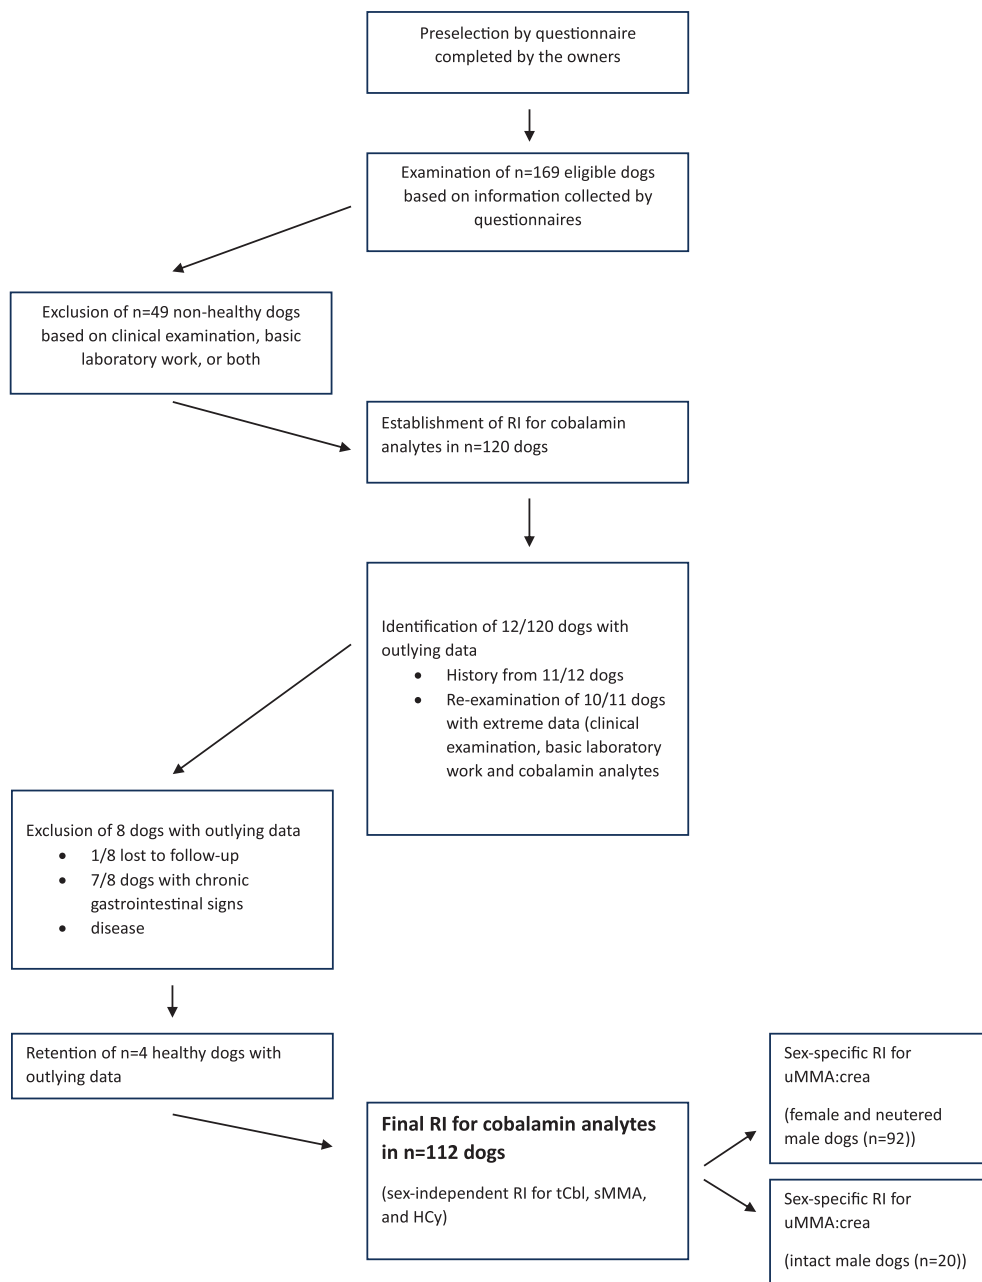 Preselection by questionnaire
completed by the owners
Examination of n=169 eligible dogs
based on information collected by
questionnaires
Exclusion of n=49 non-healthy dogs
based on clinical examination, basic
laboratory work, or both
Establishment of RI for cobalamin
analytes in n=120 dogs
Identification of 12/120 dogs with
outlying data
• History from 11/12 dogs
• Re-examination of 10/11 dogs
with extreme data (clinical
examination, basic laboratory
work and cobalamin analytes
Exclusion of 8 dogs with outlying data
• 1/8 lost to follow-up
• 7/8 dogs with chronic
gastrointestinal signs
• disease
Retention of n=4 healthy dogs with
outlying data
Final RI for cobalamin analytes
in n=112 dogs
(sex-independent RI for tCbl, sMMA,
and HCy)
Sex-specific RI for
uMMA:crea
(female and neutered
male dogs (n=92))
Sex-specific RI for
uMMA:crea
(intact male dogs (n=20))